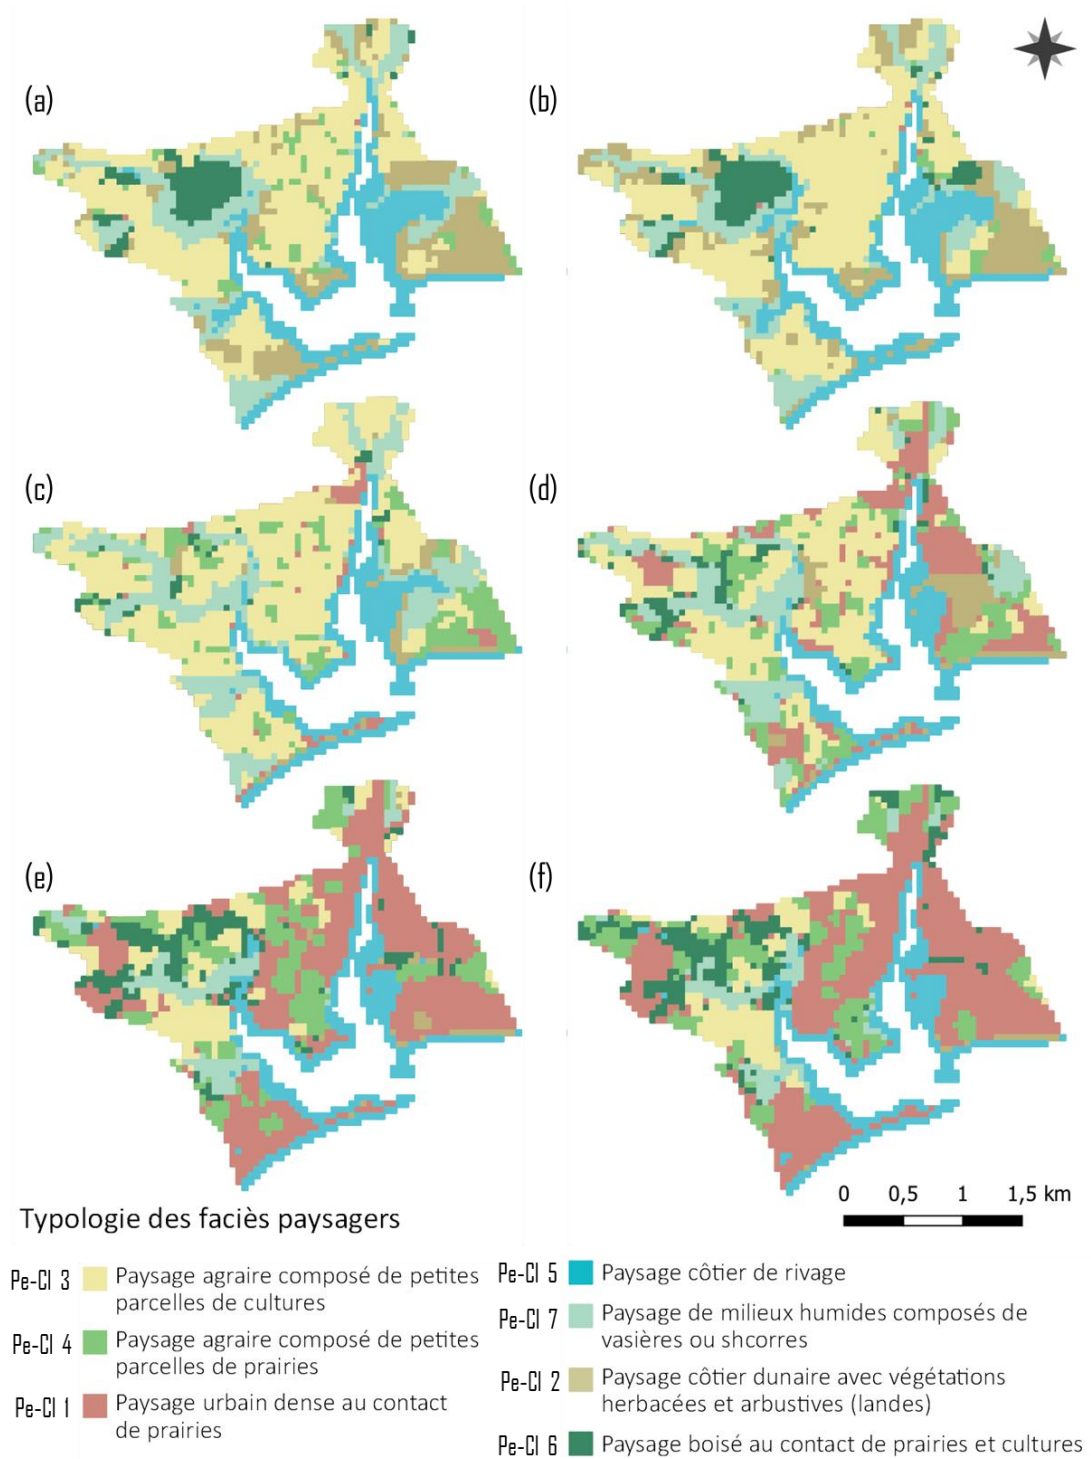 (a)
(b)
(c)
(d)
(e)
(f)
0 0,5 1 1,5 km
Typologie des faciès paysagers
Pe-Cl 3 Paysage agraire composé de petites
parcelles de cultures
Pe-Cl 4 Paysage agraire composé de petites
parcelles de prairies
Pe-Cl 1 Paysage urbain dense au contact
de prairies
Pe-Cl 5 Paysage côtier de rivage
Pe-Cl 7 Paysage de milieux humides composés de
vasières ou shcorres
Pe-Cl 2 Paysage côtier dunaire avec végétations
herbacées et arbustives (landes)
Pe-Cl 6 Paysage boisé au contact de prairies et cultures